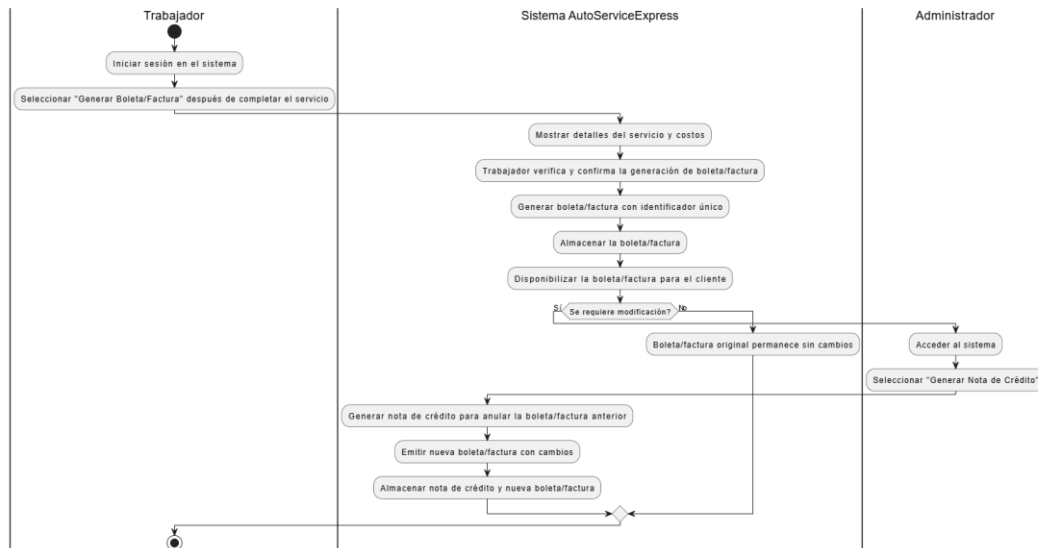 Trabajador
Sistema AutoServiceExpress
Administrador
Iniciar sesión en el sistema
Seleccionar "Generar Boleta/Factura" después de completar el servicio
Mostrar detalles del servicio y costos
Trabajador verifica y confirma la generación de boleta/factura
Generar boleta/factura con identificador único
Almacenar la boleta/factura
Disponibilizar la boleta/factura para el cliente
Sí
Se requiere modificación?
No
Boleta/factura original permanece sin cambios
Acceder al sistema
Seleccionar "Generar Nota de Crédito"
Generar nota de crédito para anular la boleta/factura anterior
Emitir nueva boleta/factura con cambios
Almacenar nota de crédito y nueva boleta/factura